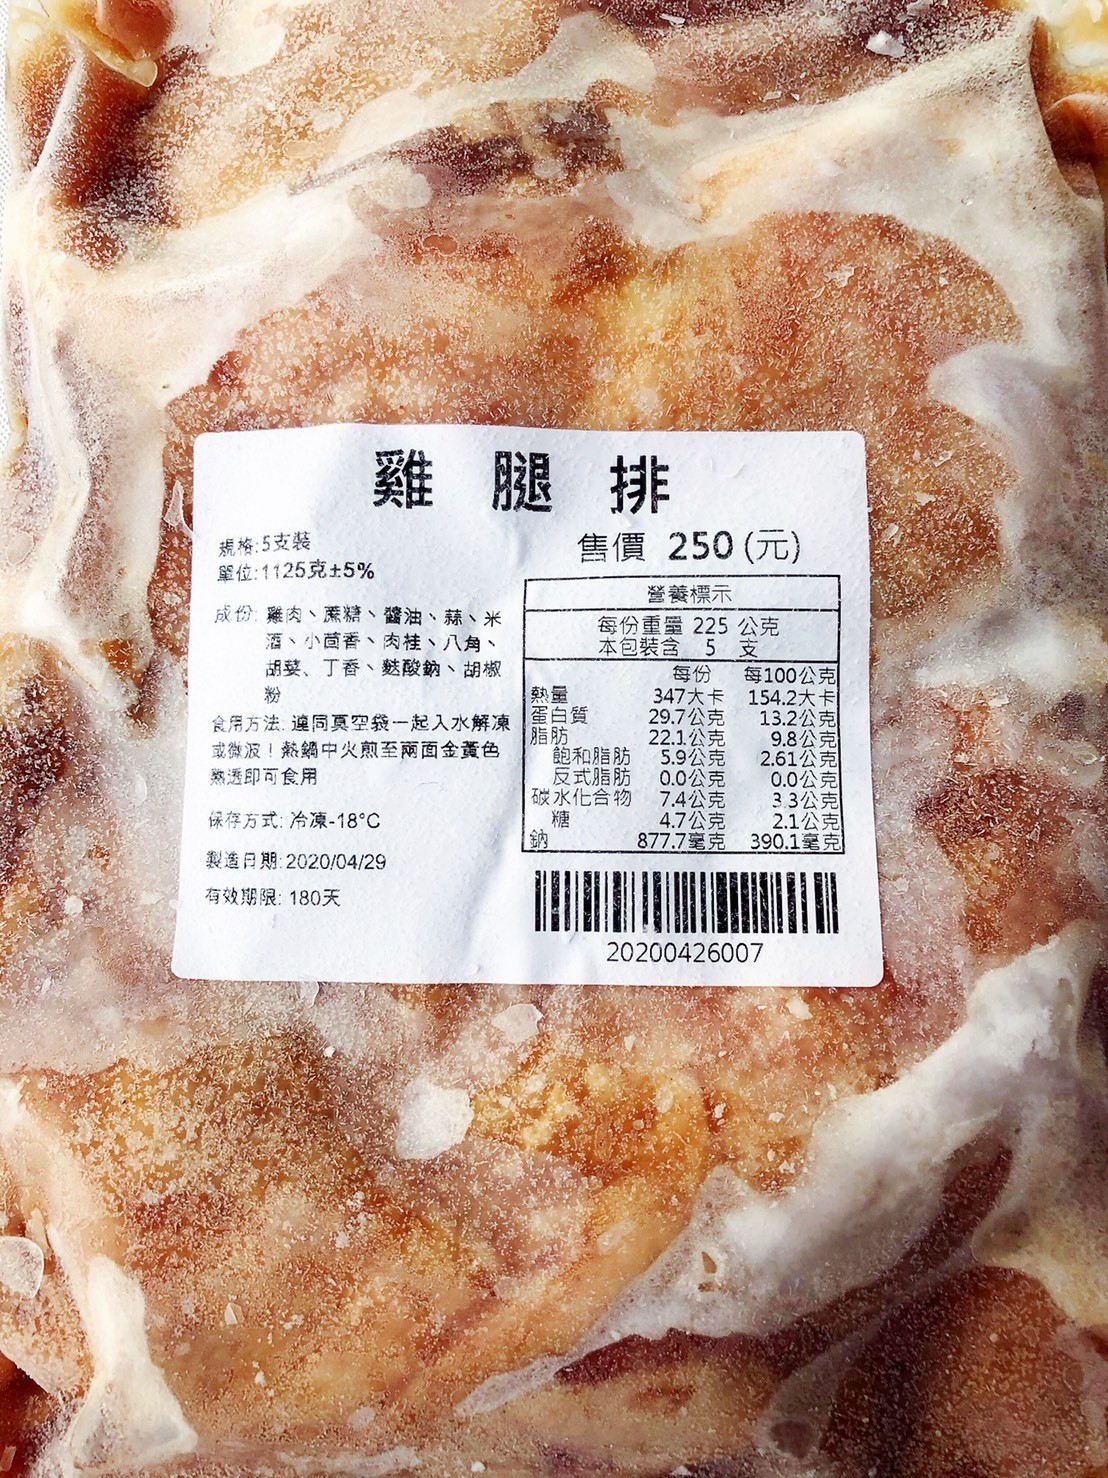 雞 腿 排
規格:5支裝
單位:1125克±5%
成份: 雞肉、蔗糖、醬油、蒜、米
酒、小茴香、肉桂、八角、
胡荽、丁香、麩酸鈉、胡椒
粉
食用方法: 連同真空袋一起入水解凍
或微波！熱鍋中火煎至兩面金黃色
熟透即可食用
保存方式: 冷凍-18°C
製造日期: 2020/04/29
有效期限: 180天
售價 250 (元)
營養標示
每份重量 225 公克
本包裝含 5 支
每份 每100公克
熱量 347大卡 154.2大卡
蛋白質 29.7公克 13.2公克
脂肪 22.1公克 9.8公克
飽和脂肪 5.9公克 2.61公克
反式脂肪 0.0公克 0.0公克
碳水化合物 7.4公克 3.3公克
糖 4.7公克 2.1公克
鈉 877.7毫克 390.1毫克
20200426007